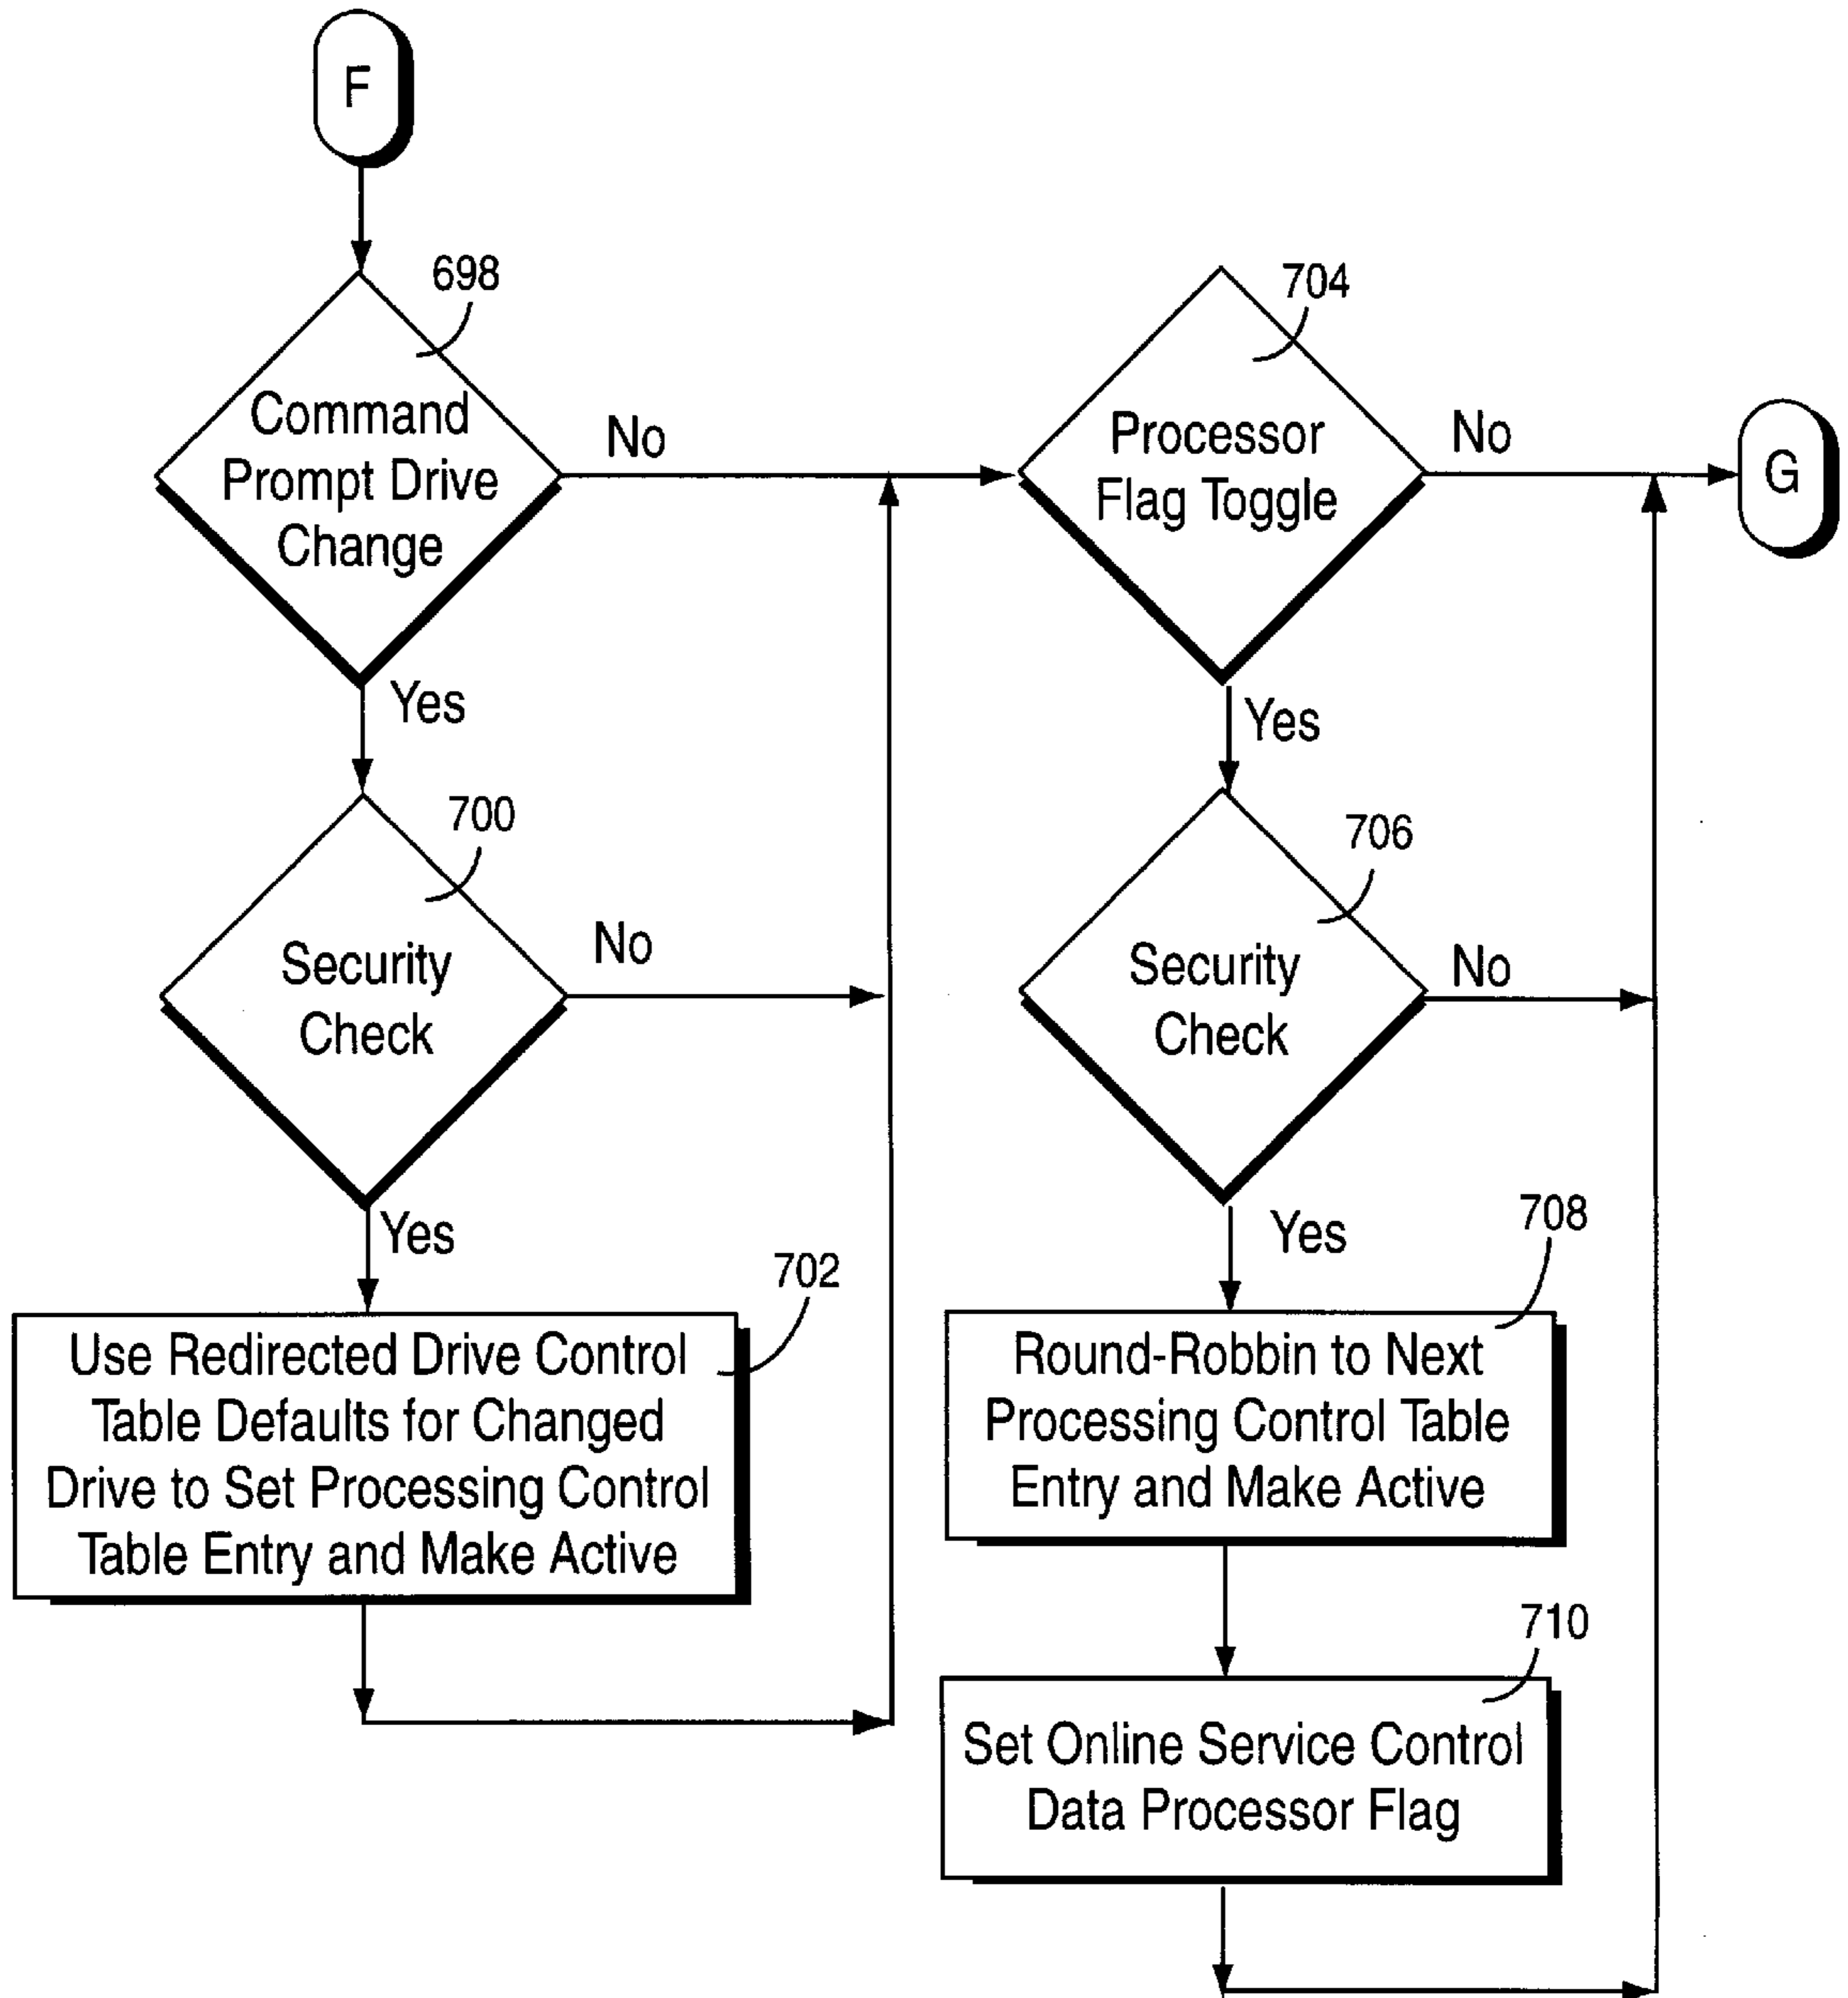 F
698
Command
Prompt Drive
Change
No
Yes
700
Security
Check
No
Yes
702
Use Redirected Drive Control
Table Defaults for Changed
Drive to Set Processing Control
Table Entry and Make Active
704
Processor
Flag Toggle
No
G
Yes
706
Security
Check
No
Yes
708
Round-Robbin to Next
Processing Control Table
Entry and Make Active
710
Set Online Service Control
Data Processor Flag